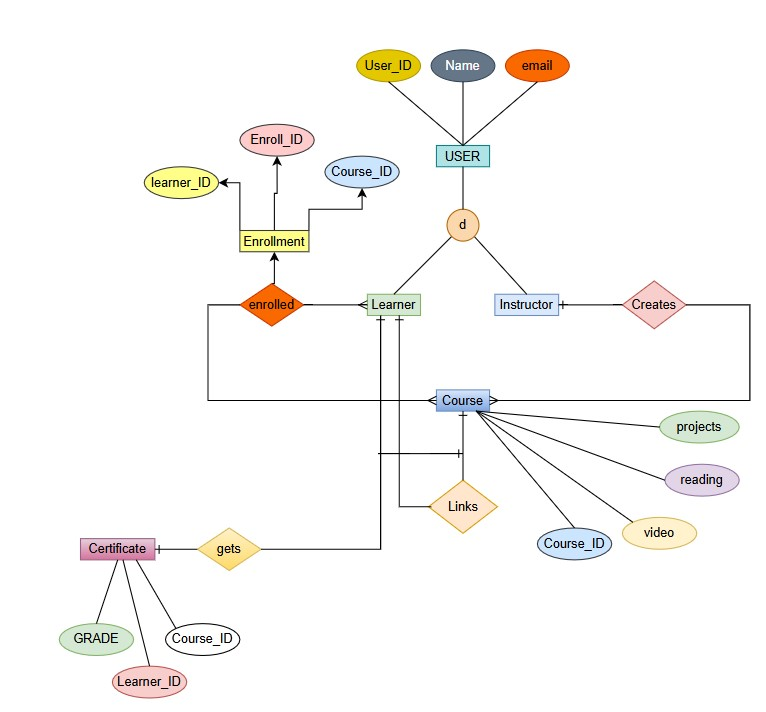 User_ID
Name
email
Enroll_ID
USER
Course_ID
learner_ID
d
Enrollment
enrolled
Learner
Instructor
Creates
Course
projects
reading
Links
video
Course_ID
Certificate
gets
GRADE
Course_ID
Learner_ID